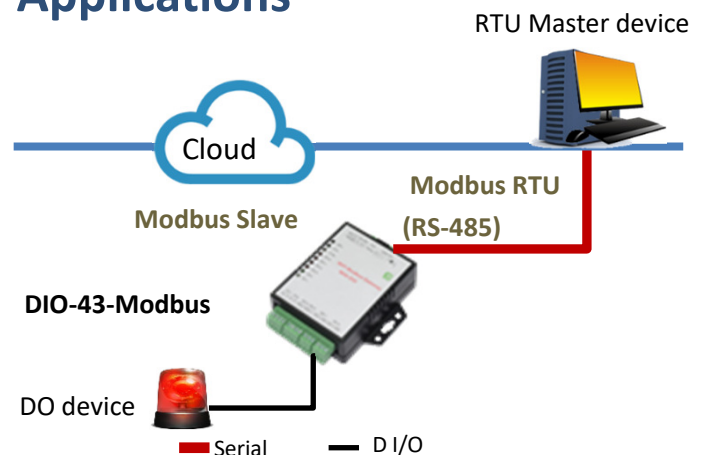 Applications
RTU Master device
Cloud
Modbus RTU
Modbus Slave
(RS-485)
DIO-43-Modbus
DO device
Serial
D I/O